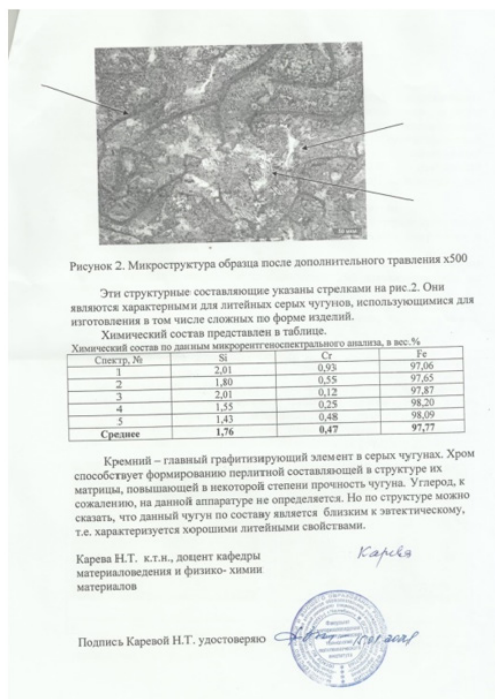 Рисунок 2. Микроструктура образца после дополнительного травления х500
Эти структурные составляющие указаны стрелками на рис.2. Они
являются характерными для литейных серых чугунов, использующимися для
изготовления в том числе сложных по форме изделий.
Химический состав представлен в таблице.
Химический состав по данным микрорентгеноспектрального анализа, в вес.%
Спектр, № Si Cr Fe
1 2,01 0,93 97,06
2 1,80 0,55 97,65
3 2,01 0,12 97,87
4 1,55 0,25 98,20
5 1,43 0,48 98,09
Среднее 1,76 0,47 97,77
Кремний – главный графитизирующий элемент в серых чугунах. Хром
способствует формированию перлитной составляющей в структуре их
матрицы, повышающей в некоторой степени прочность чугуна. Углерод, к
сожалению, на данной аппаратуре не определяется. Но по структуре можно
сказать, что данный чугун по составу является близким к эвтектическому,
т.е. характеризуется хорошими литейными свойствами.
Карева Н.Т. к.т.н., доцент кафедры
материаловедения и физико- химии
материалов
Карева
Подпись Каревой Н.Т. удостоверяю